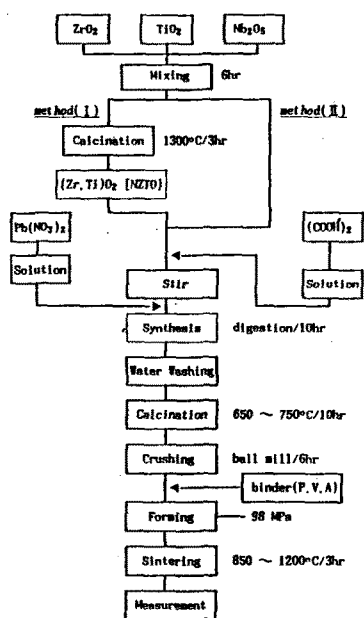 ZrO₂ TiO₂ Nb₂O₅
Mixing 6hr
method(Ⅰ) method(Ⅱ)
Calcination 1300°C/3hr
(Zr,Ti)O₂ [NZTO]
Pb(NO₃)₂ (COOH)₂
Solution Solution
Stir
Synthesis digestion/10hr
Water Washing
Calcination 650 ~ 750°C/10hr
Crushing ball mill/6hr
binder(P,V,A)
Forming 98 MPa
Sintering 850 ~ 1200°C/3hr
Measurement